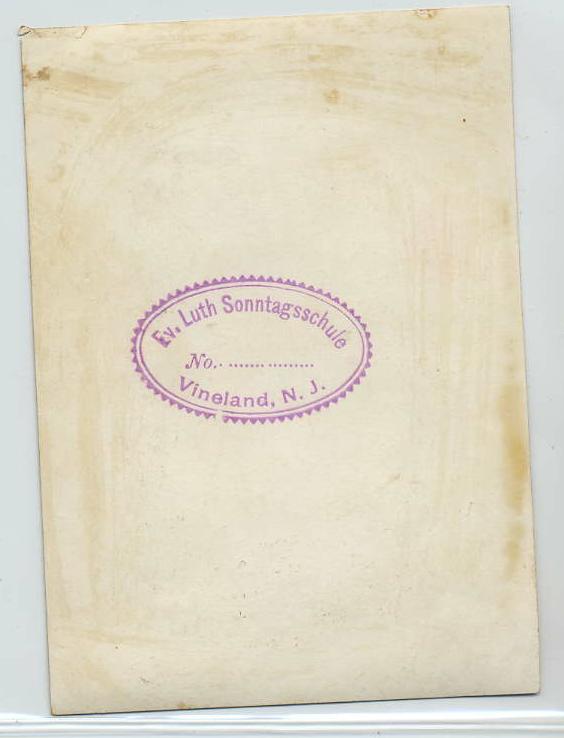 Ev. Luth Sonntagsschule
No. ....... ............
Vineland, N. J.